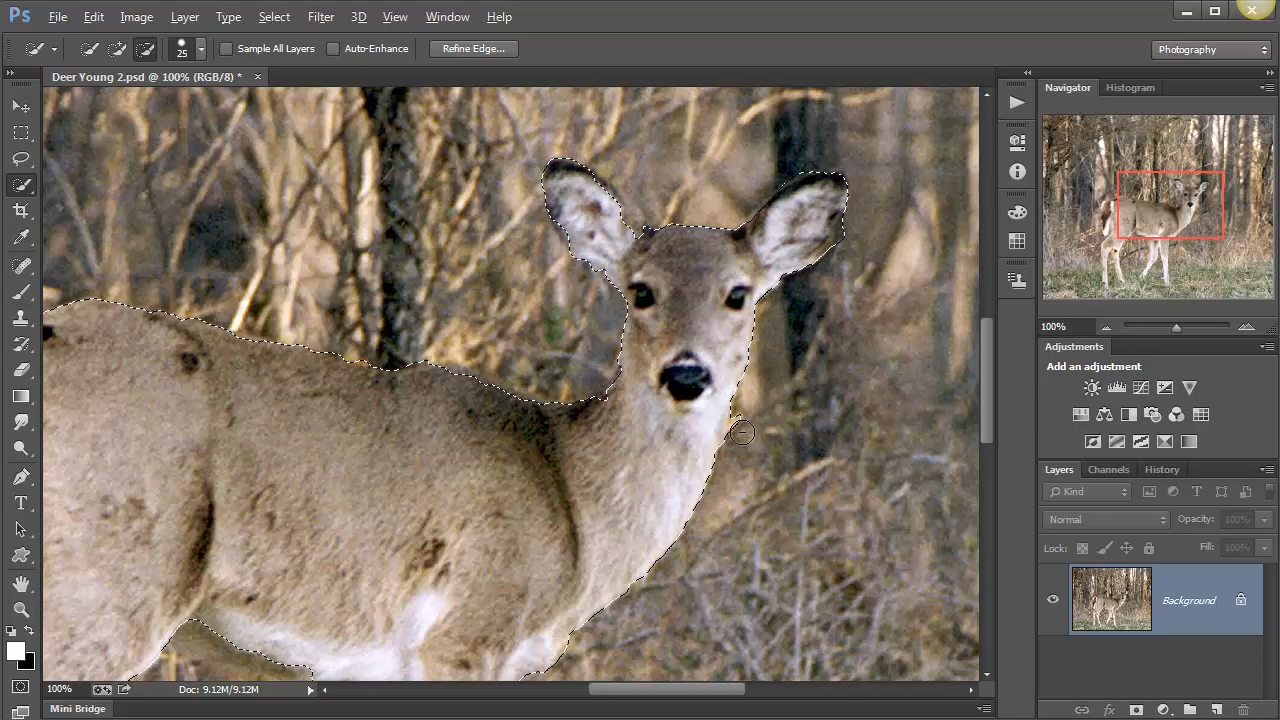 Ps File Edit Image Layer Type Select Filter 3D View Window Help
25 Sample All Layers Auto-Enhance Refine Edge... Photography
Deer Young 2.psd @ 100% (RGB/8) * ×
Navigator Histogram
100%
Adjustments
Add an adjustment
Layers Channels History
Kind
Normal Opacity: 100%
Lock: Fill: 100%
Background
100% Doc: 9.12M/9.12M
Mini Bridge